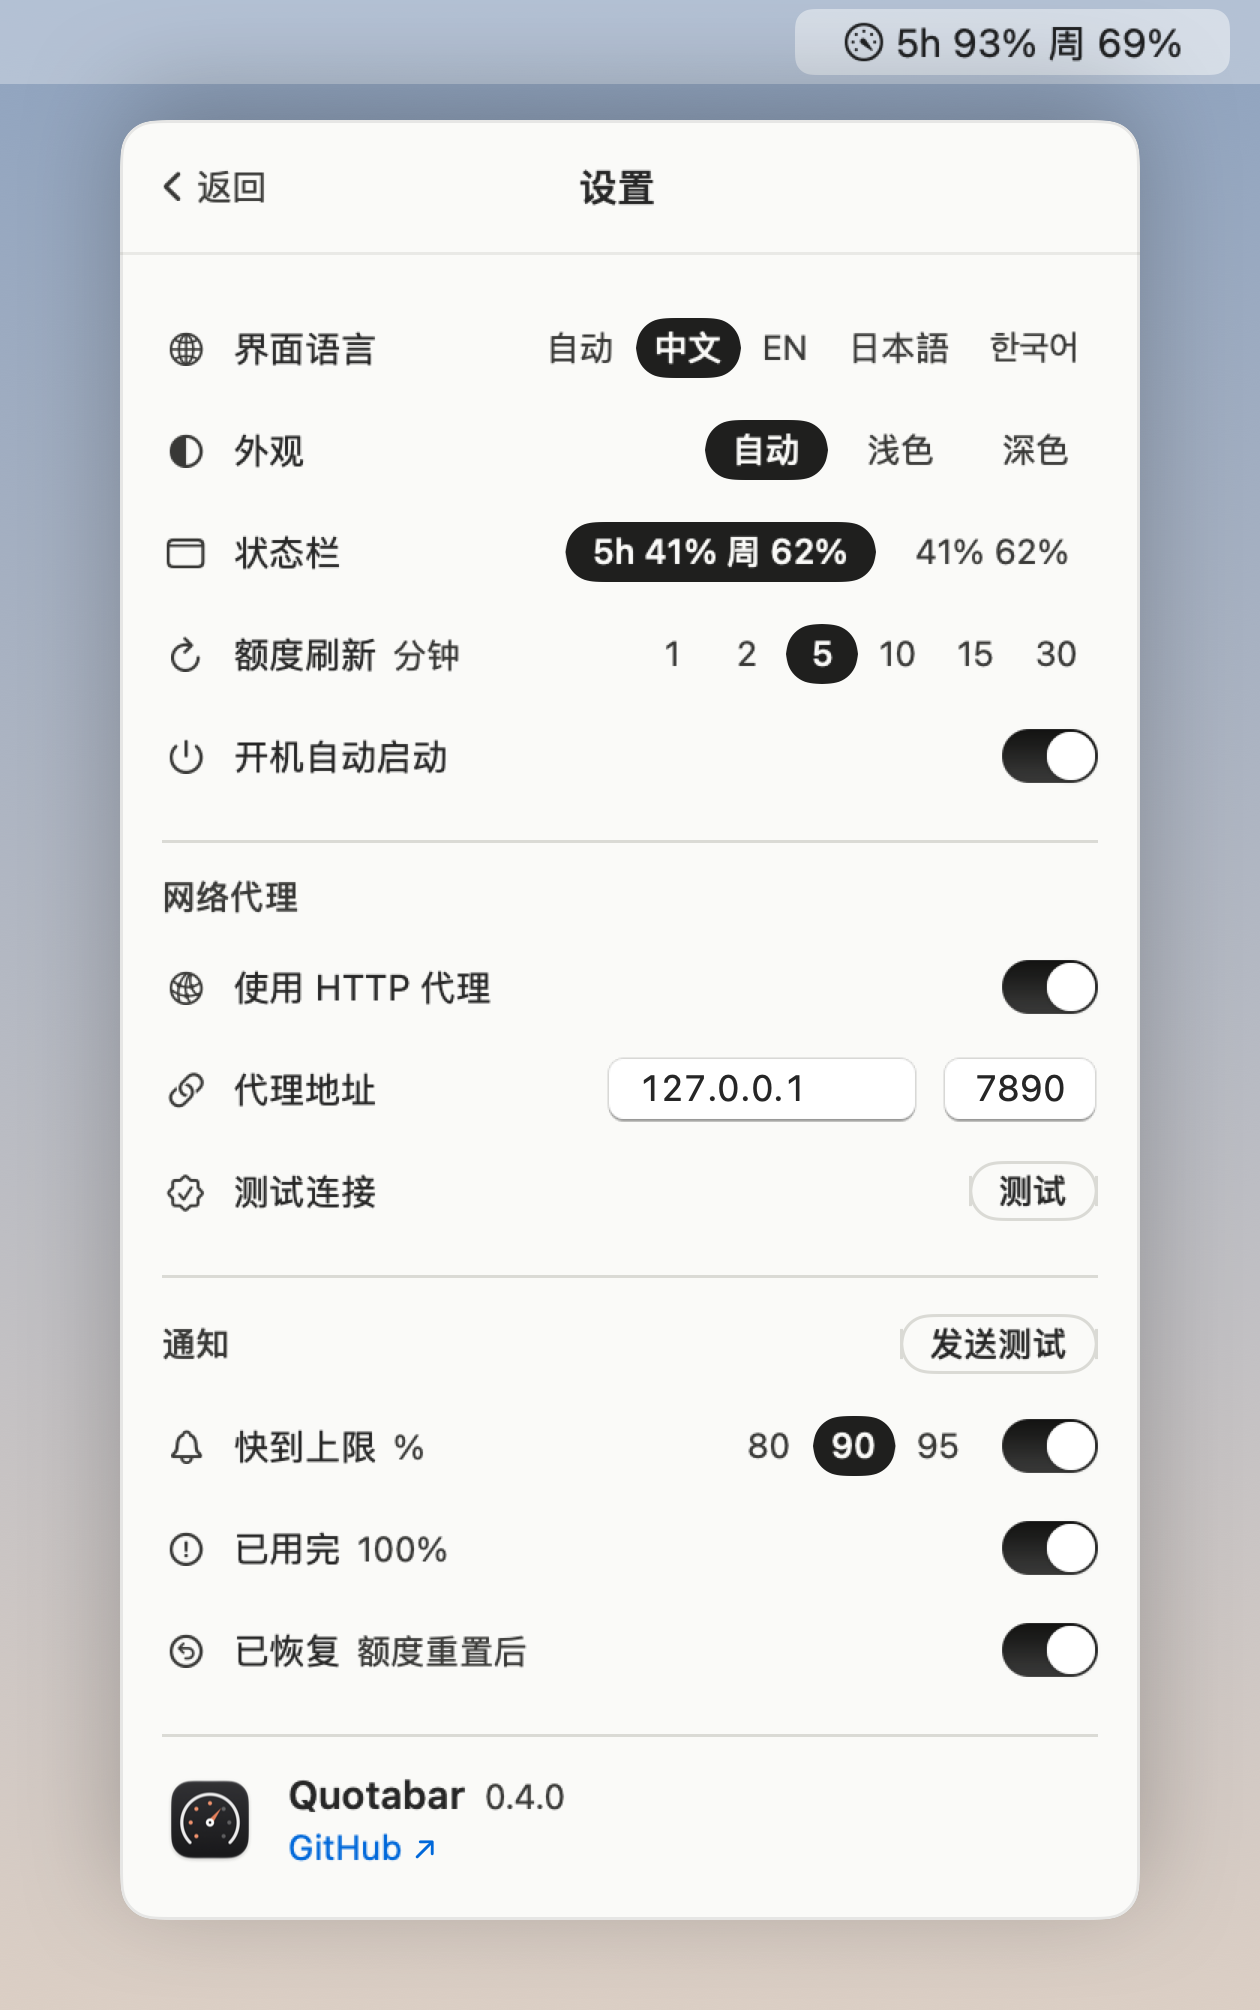 5h 93% 周 69%
返回
设置
界面语言 自动 中文 EN 日本語 한국어
外观 自动 浅色 深色
状态栏 5h 41% 周 62% 41% 62%
额度刷新 分钟 1 2 5 10 15 30
开机自动启动
网络代理
使用 HTTP 代理
代理地址 127.0.0.1 7890
测试连接 测试
通知 发送测试
快到上限 % 80 90 95
已用完 100%
已恢复 额度重置后
Quotabar 0.4.0
GitHub ↗